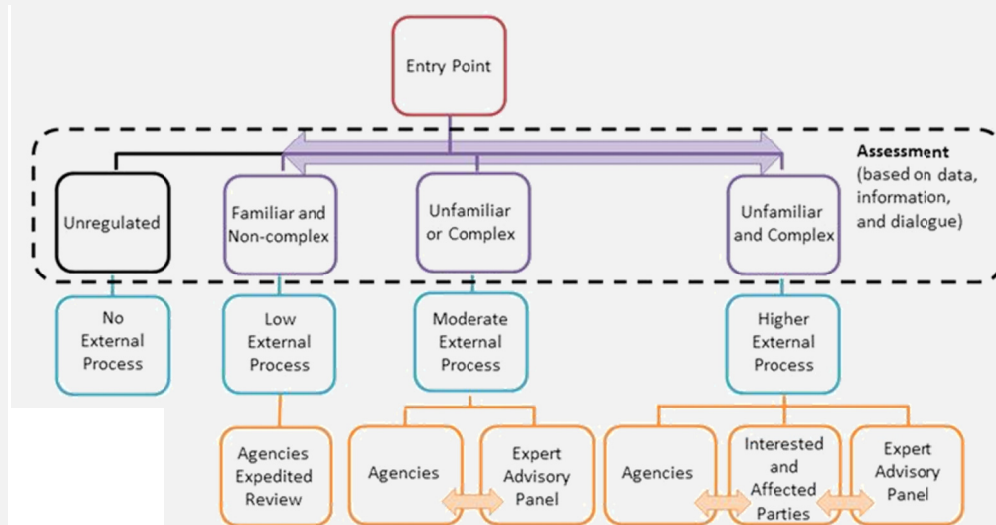 Entry Point
Assessment
(based on data,
information,
and dialogue)
Unregulated
Familiar and
Non-complex
Unfamiliar
or Complex
Unfamiliar
and Complex
No
External
Process
Low
External
Process
Moderate
External
Process
Higher
External
Process
Agencies
Expedited
Review
Agencies
Expert
Advisory
Panel
Agencies
Interested
and
Affected
Parties
Expert
Advisory
Panel